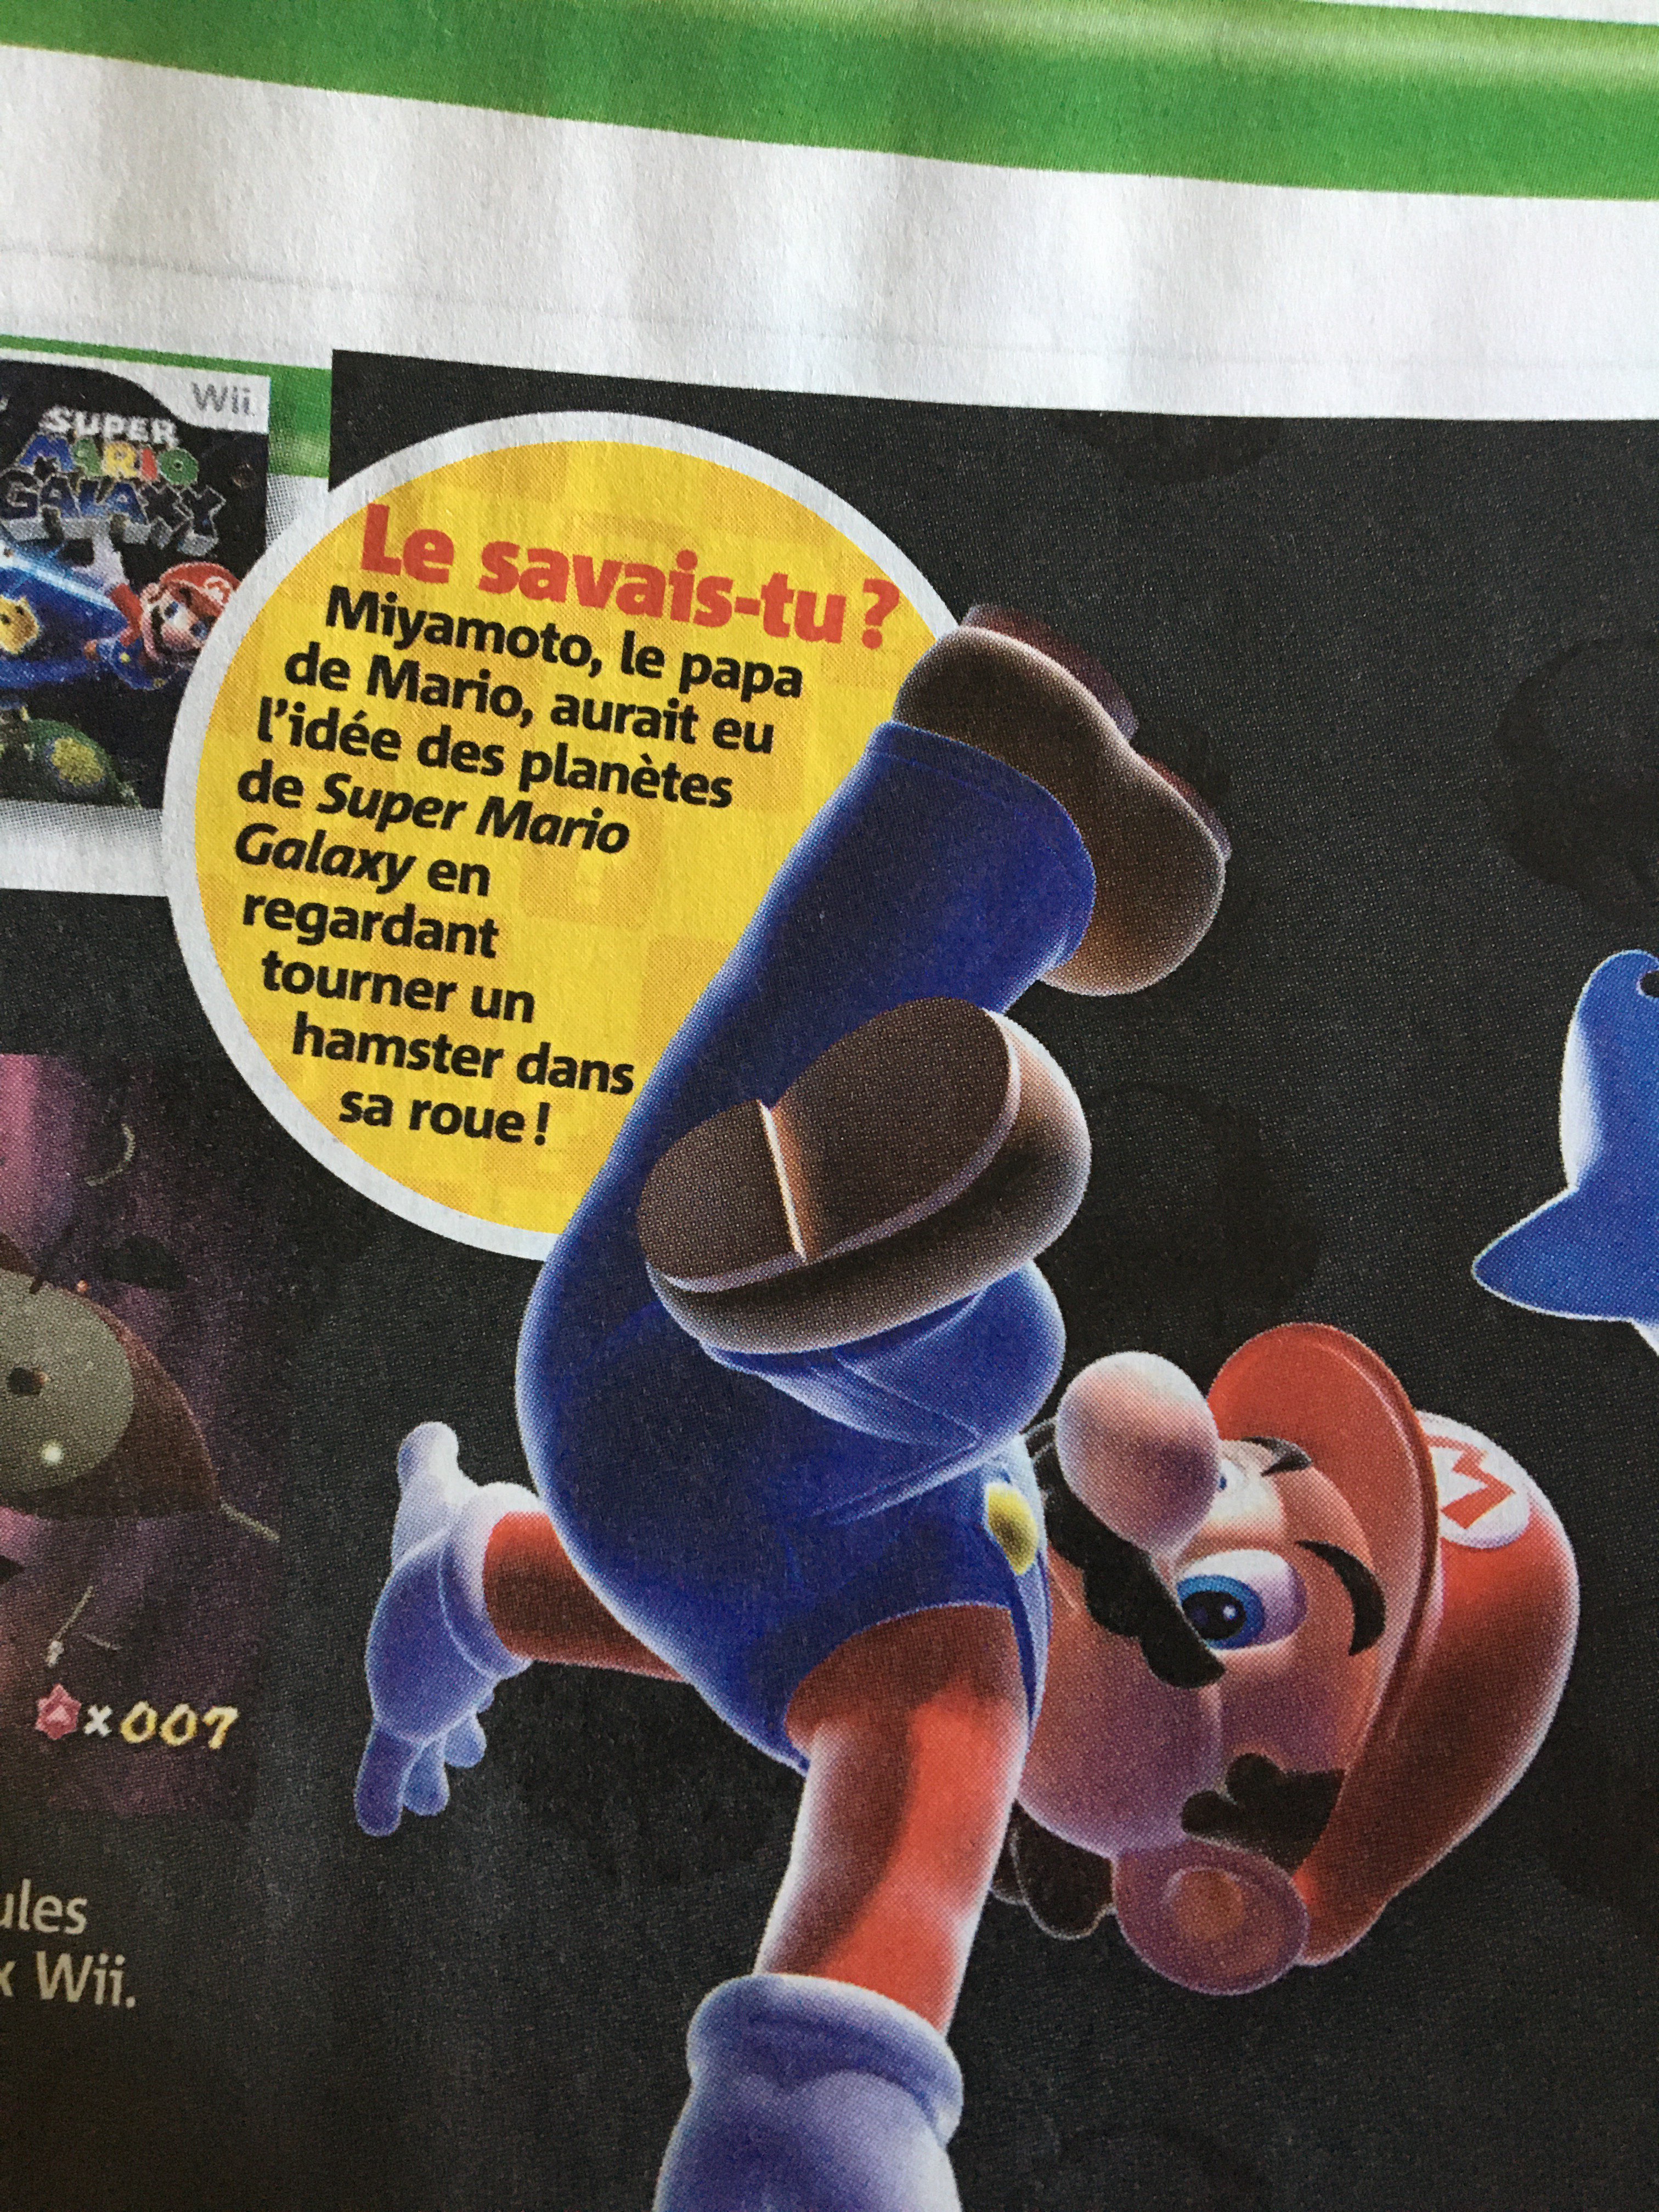 Wii
SUPER
MARIO
GALAXY
Le savais-tu ?
Miyamoto, le papa
de Mario, aurait eu
l'idée des planètes
de Super Mario
Galaxy en
regardant
tourner un
hamster dans
sa roue !
M
x007
ules
x Wii.